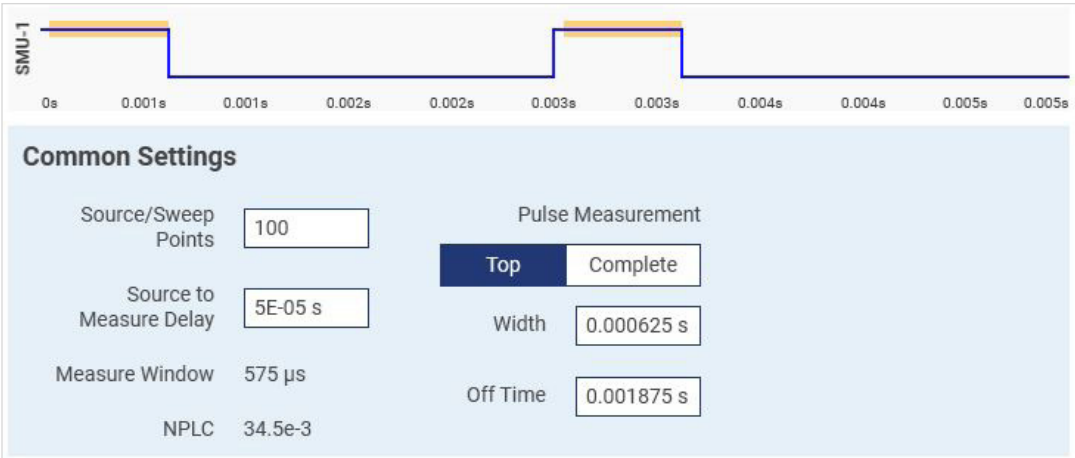 SMU-1
0s 0.001s 0.001s 0.002s 0.002s 0.003s 0.003s 0.004s 0.004s 0.005s 0.005s
Common Settings
Source/Sweep
Points
100
Source to
Measure Delay
5E-05 s
Measure Window 575 µs
NPLC 34.5e-3
Pulse Measurement
Top Complete
Width 0.000625 s
Off Time 0.001875 s